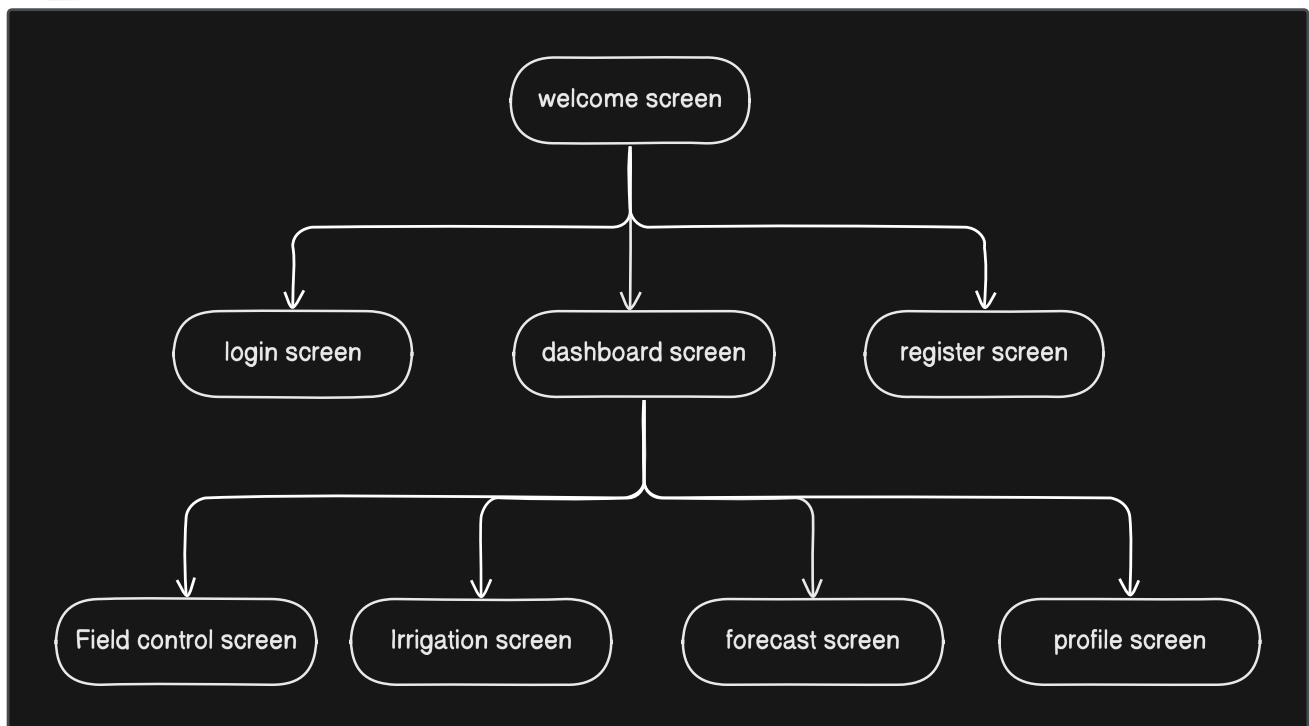 welcome screen
login screen
dashboard screen
register screen
Field control screen
Irrigation screen
forecast screen
profile screen